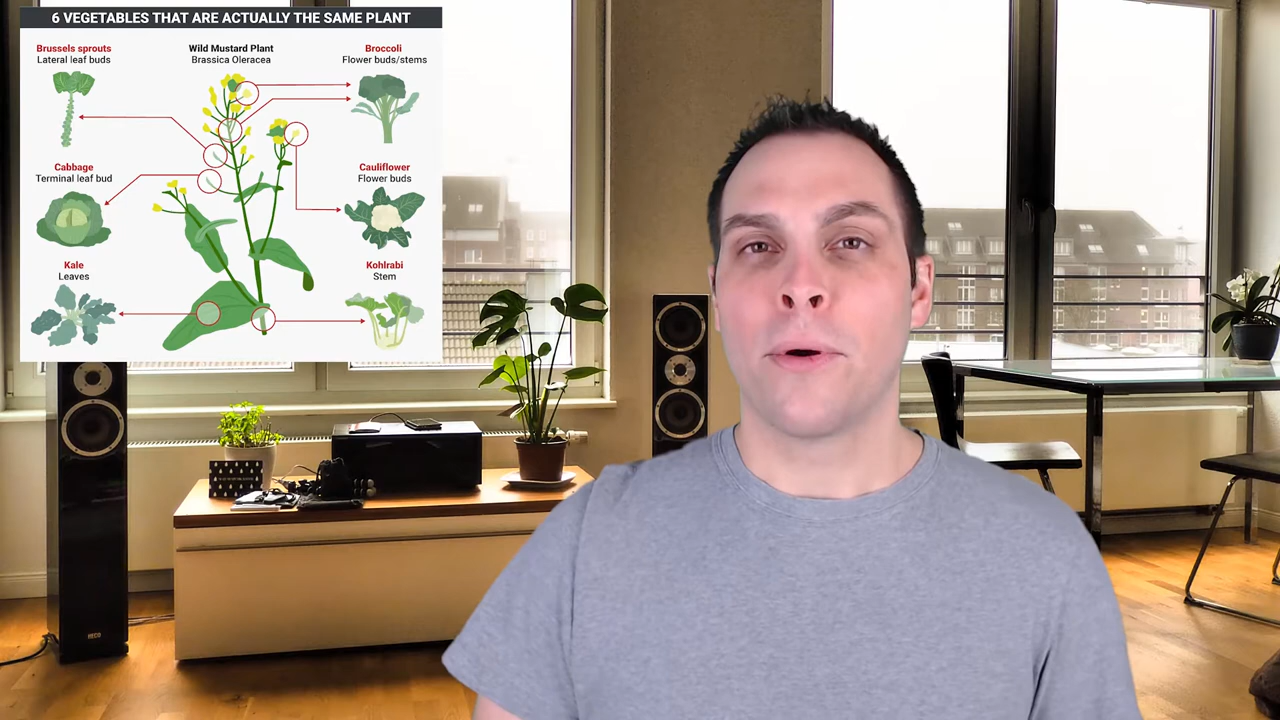 6 VEGETABLES THAT ARE ACTUALLY THE SAME PLANT
Brussels sprouts
Lateral leaf buds
Wild Mustard Plant
Brassica Oleracea
Broccoli
Flower buds/stems
Cabbage
Terminal leaf bud
Cauliflower
Flower buds
Kale
Leaves
Kohlrabi
Stem
HECO